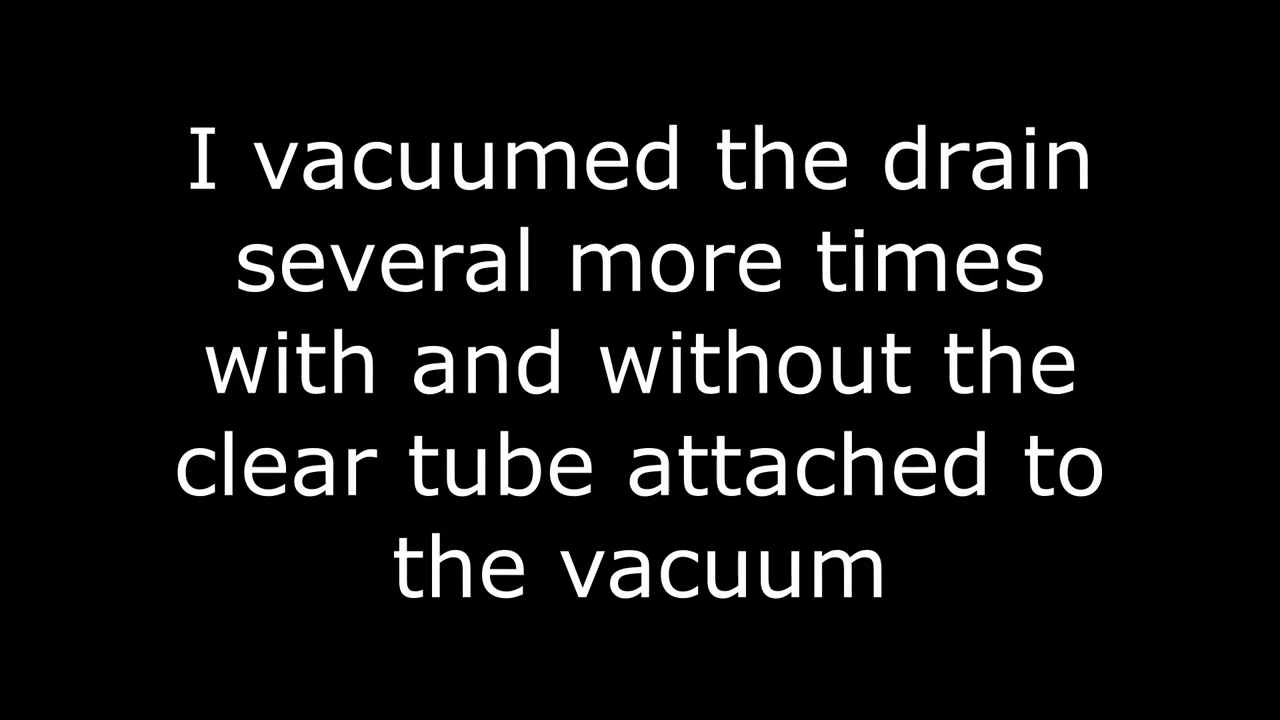 I vacuumed the drain
several more times
with and without the
clear tube attached to
the vacuum